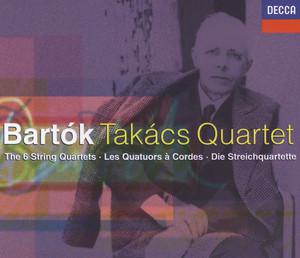 DECCA
Bartók Takács Quartet
The 6 String Quartets · Les Quatuors à Cordes · Die Streichquartette